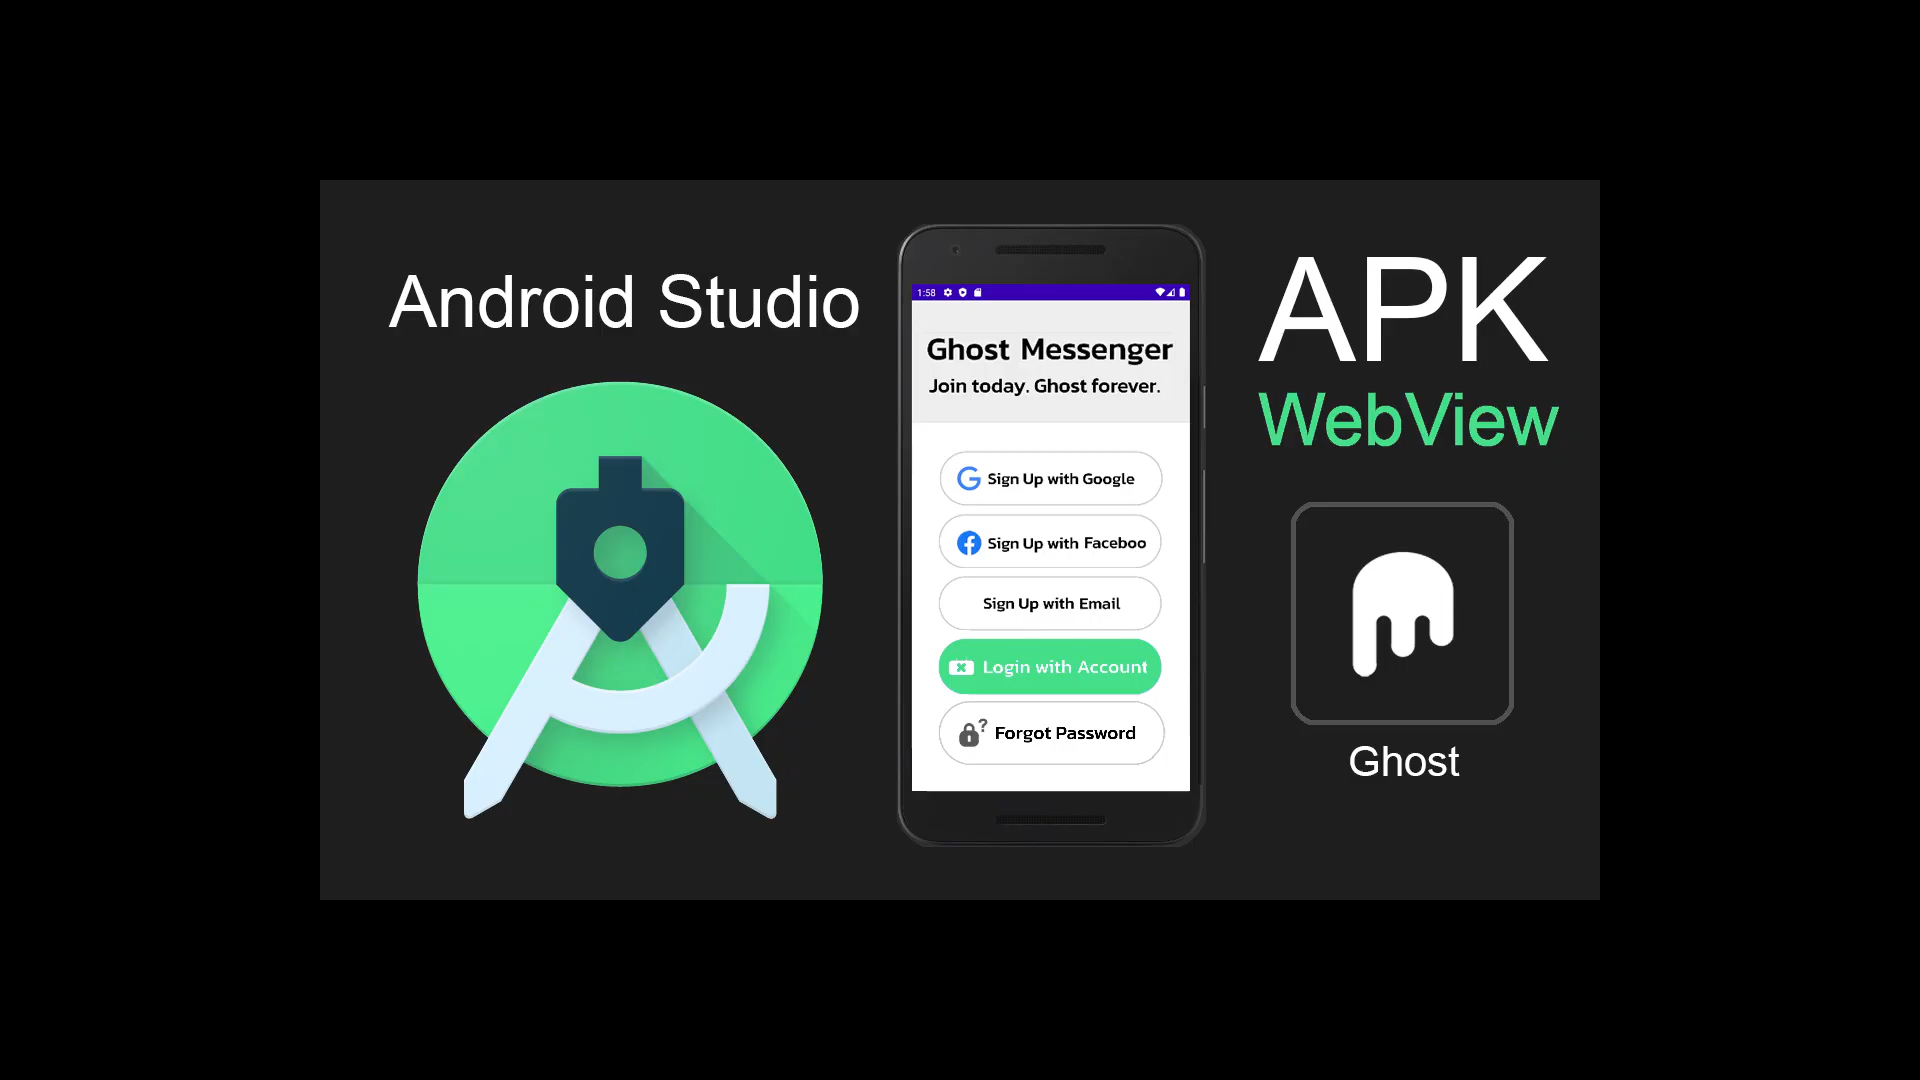 Android Studio
1:58
Ghost Messenger
Join today. Ghost forever.
Sign Up with Google
Sign Up with Faceboo
Sign Up with Email
Login with Account
? Forgot Password
APK
WebView
Ghost